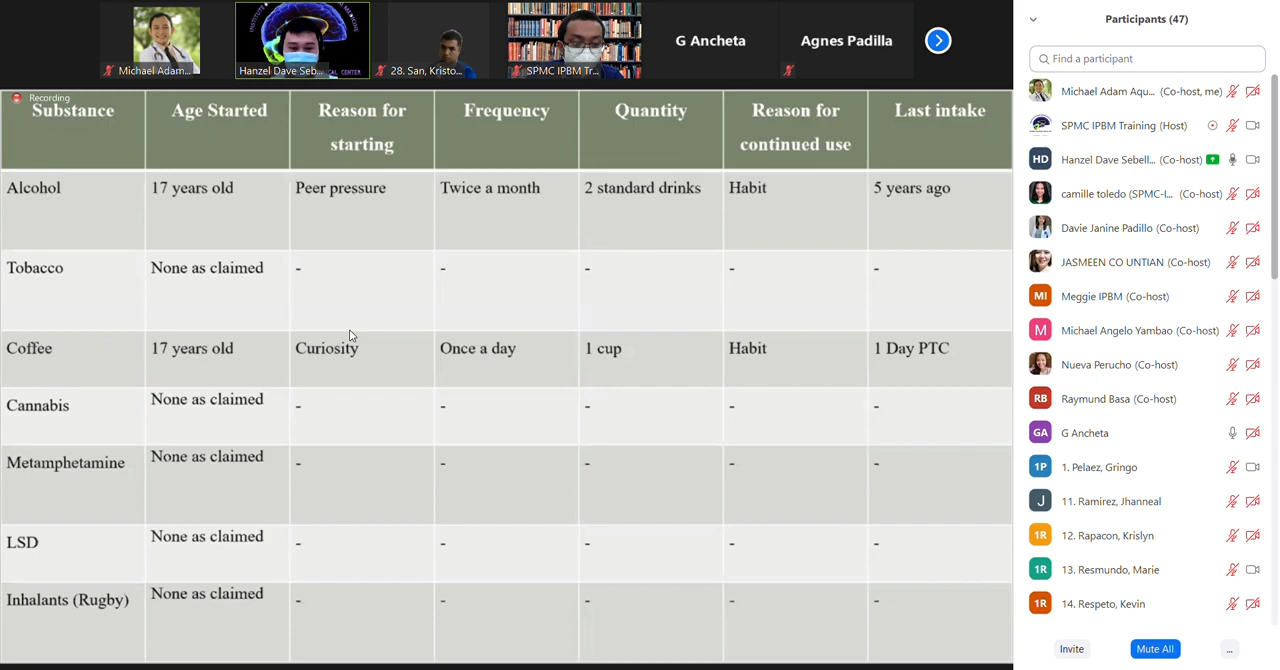 Michael Adam...
Hanzel Dave Seb...
28. San, Kristo...
SPMC IPBM Tr...
G Ancheta
Agnes Padilla
Recording
Substance
Age Started
Reason for
starting
Frequency
Quantity
Reason for
continued use
Last intake
Alcohol
17 years old
Peer pressure
Twice a month
2 standard drinks
Habit
5 years ago
Tobacco
None as claimed
-
-
-
-
-
Coffee
17 years old
Curiosity
Once a day
1 cup
Habit
1 Day PTC
Cannabis
None as claimed
-
-
-
-
-
Metamphetamine
None as claimed
-
-
-
-
-
LSD
None as claimed
-
-
-
-
-
Inhalants (Rugby)
None as claimed
-
-
-
-
-
Participants (47)
Find a participant
Michael Adam Aqu... (Co-host, me)
SPMC IPBM Training (Host)
HD Hanzel Dave Sebell... (Co-host)
camille toledo (SPMC-I... (Co-host)
Davie Janine Padillo (Co-host)
JASMEEN CO UNTIAN (Co-host)
MI Meggie IPBM (Co-host)
M Michael Angelo Yambao (Co-host)
Nueva Perucho (Co-host)
RB Raymund Basa (Co-host)
GA G Ancheta
1P 1. Pelaez, Gringo
J 11. Ramirez, Jhanneal
1R 12. Rapacon, Krislyn
1R 13. Resmundo, Marie
1R 14. Respeto, Kevin
Invite
Mute All
...